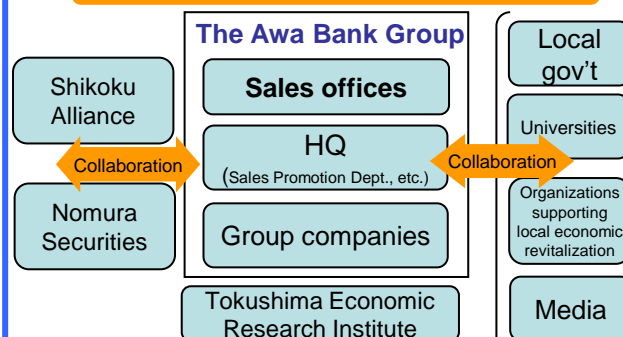 The Awa Bank Group
Shikoku
Alliance
Collaboration
Nomura
Securities
Sales offices
HQ
(Sales Promotion Dept., etc.)
Group companies
Tokushima Economic
Research Institute
Collaboration
Local
gov't
Universities
Organizations
supporting
local economic
revitalization
Media